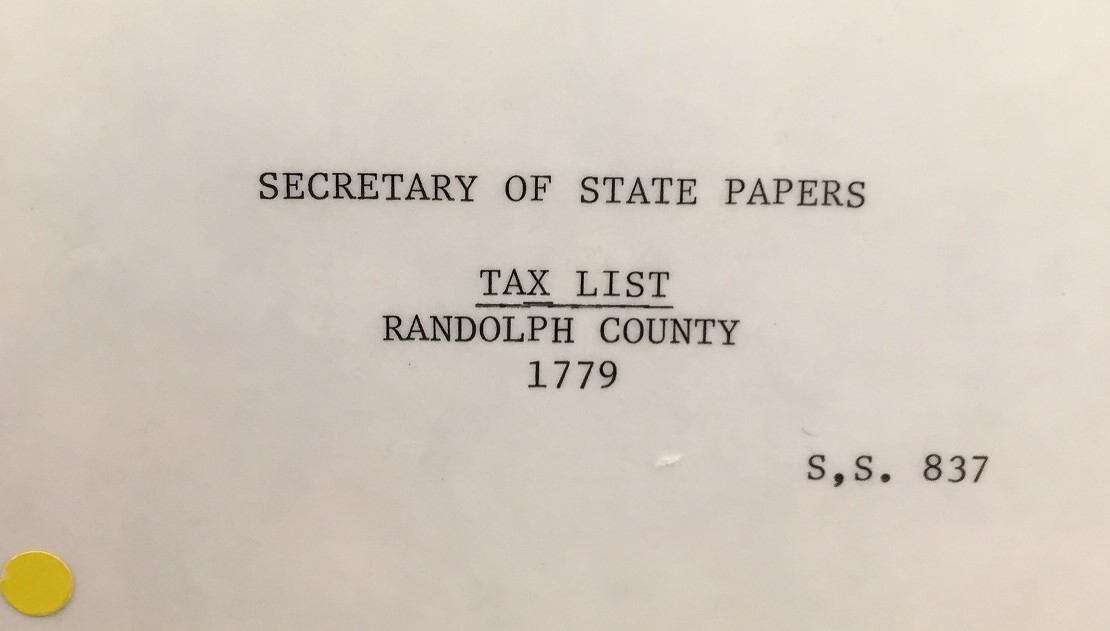 SECRETARY OF STATE PAPERS
TAX LIST
RANDOLPH COUNTY
1779
S,S. 837